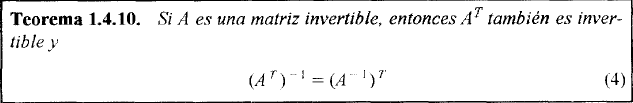 Teorema 1.4.10. Si A es una matriz invertible, entonces A^T también es inver-
tible y
(A^T)^{-1} = (A^{-1})^T (4)